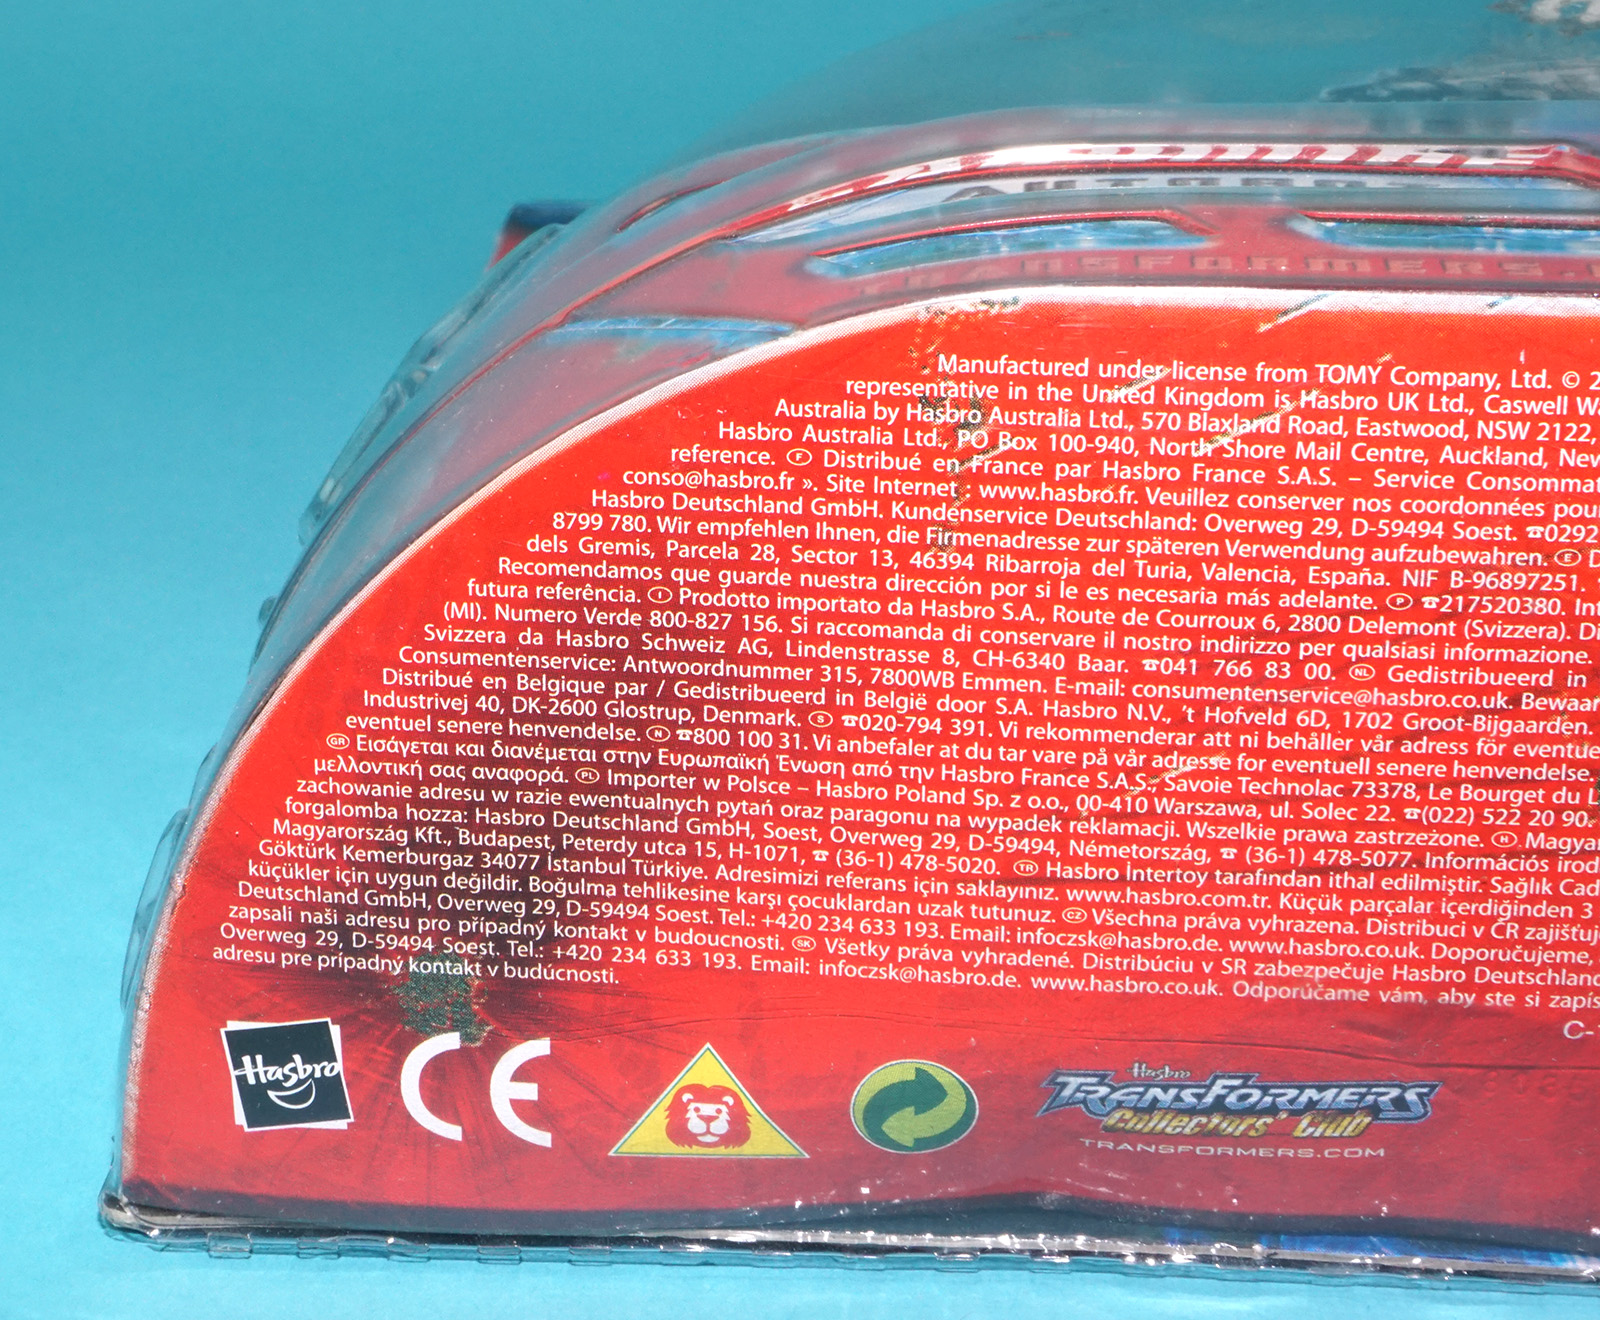 TRANSFORMERS.
Manufactured under license from TOMY Company, Ltd. © 2
representative in the United Kingdom is Hasbro UK Ltd., Caswell
Australia by Hasbro Australia Ltd., 570 Blaxland Road, Eastwood, NSW 2122,
Hasbro Australia Ltd., PO Box 100-940, North Shore Mail Centre, Auckland, New
reference. F Distribué en France par Hasbro France S.A.S. – Service Consommat
conso@hasbro.fr ». Site Internet : www.hasbro.fr. Veuillez conserver nos coordonnées pour
Hasbro Deutschland GmbH. Kundenservice Deutschland: Overweg 29, D-59494 Soest. ☎0292
8799 780. Wir empfehlen Ihnen, die Firmenadresse zur späteren Verwendung aufzubewahren. E D
dels Gremis, Parcela 28, Sector 13, 46394 Ribarroja del Turia, Valencia, España. NIF B-96897251.
Recomendamos que guarde nuestra dirección por si le es necesaria más adelante. P ☎217520380. Int
futura referência. I Prodotto importato da Hasbro S.A., Route de Courroux 6, 2800 Delemont (Svizzera). Di
(MI). Numero Verde 800-827 156. Si raccomanda di conservare il nostro indirizzo per qualsiasi informazione.
Svizzera da Hasbro Schweiz AG, Lindenstrasse 8, CH-6340 Baar. ☎041 766 83 00. NL Gedistribueerd in
Consumentenservice: Antwoordnummer 315, 7800WB Emmen. E-mail: consumentenservice@hasbro.co.uk. Bewaar
Distribué en Belgique par / Gedistribueerd in België door S.A. Hasbro N.V., 't Hofveld 6D, 1702 Groot-Bijgaarden.
Industrivej 40, DK-2600 Glostrup, Denmark. S ☎020-794 391. Vi rekommenderar att ni behåller vår adress för eventue
eventuel senere henvendelse. N ☎800 100 31. Vi anbefaler at du tar vare på vår adresse for eventuell senere henvendelse.
GR Εισάγεται και διανέμεται στην Ευρωπαϊκή Ένωση από την Hasbro France S.A.S., Savoie Technolac 73378, Le Bourget du L
μελλοντική σας αναφορά. PL Importer w Polsce – Hasbro Poland Sp. z o.o., 00-410 Warszawa, ul. Solec 22. ☎(022) 522 20 90.
zachowanie adresu w razie ewentualnych pytań oraz paragonu na wypadek reklamacji. Wszelkie prawa zastrzeżone. H Magya
forgalomba hozza: Hasbro Deutschland GmbH, Soest, Overweg 29, D-59494, Németország, ☎ (36-1) 478-5077. Információs irod
Magyarország Kft., Budapest, Peterdy utca 15, H-1071, ☎ (36-1) 478-5020. TR Hasbro İntertoy tarafından ithal edilmiştir. Sağlık Cad
Göktürk Kemerburgaz 34077 İstanbul Türkiye. Adresimizi referans için saklayınız. www.hasbro.com.tr. Küçük parçalar içerdiğinden 3
küçükler için uygun değildir. Boğulma tehlikesine karşı çocuklardan uzak tutunuz. CZ Všechna práva vyhrazena. Distribuci v ČR zajišťuj
Deutschland GmbH, Overweg 29, D-59494 Soest. Tel.: +420 234 633 193. Email: infoczsk@hasbro.de. www.hasbro.co.uk. Doporučujeme,
zapsali naši adresu pro případný kontakt v budoucnosti. SK Všetky práva vyhradené. Distribúciu v SR zabezpečuje Hasbro Deutschland
Overweg 29, D-59494 Soest. Tel.: +420 234 633 193. Email: infoczsk@hasbro.de. www.hasbro.co.uk. Odporúčame vám, aby ste si zapís
adresu pre prípadný kontakt v budúcnosti.
C-
Hasbro
CE
Hasbro
TRANSFORMERS
Collectors' Club
TRANSFORMERS.COM